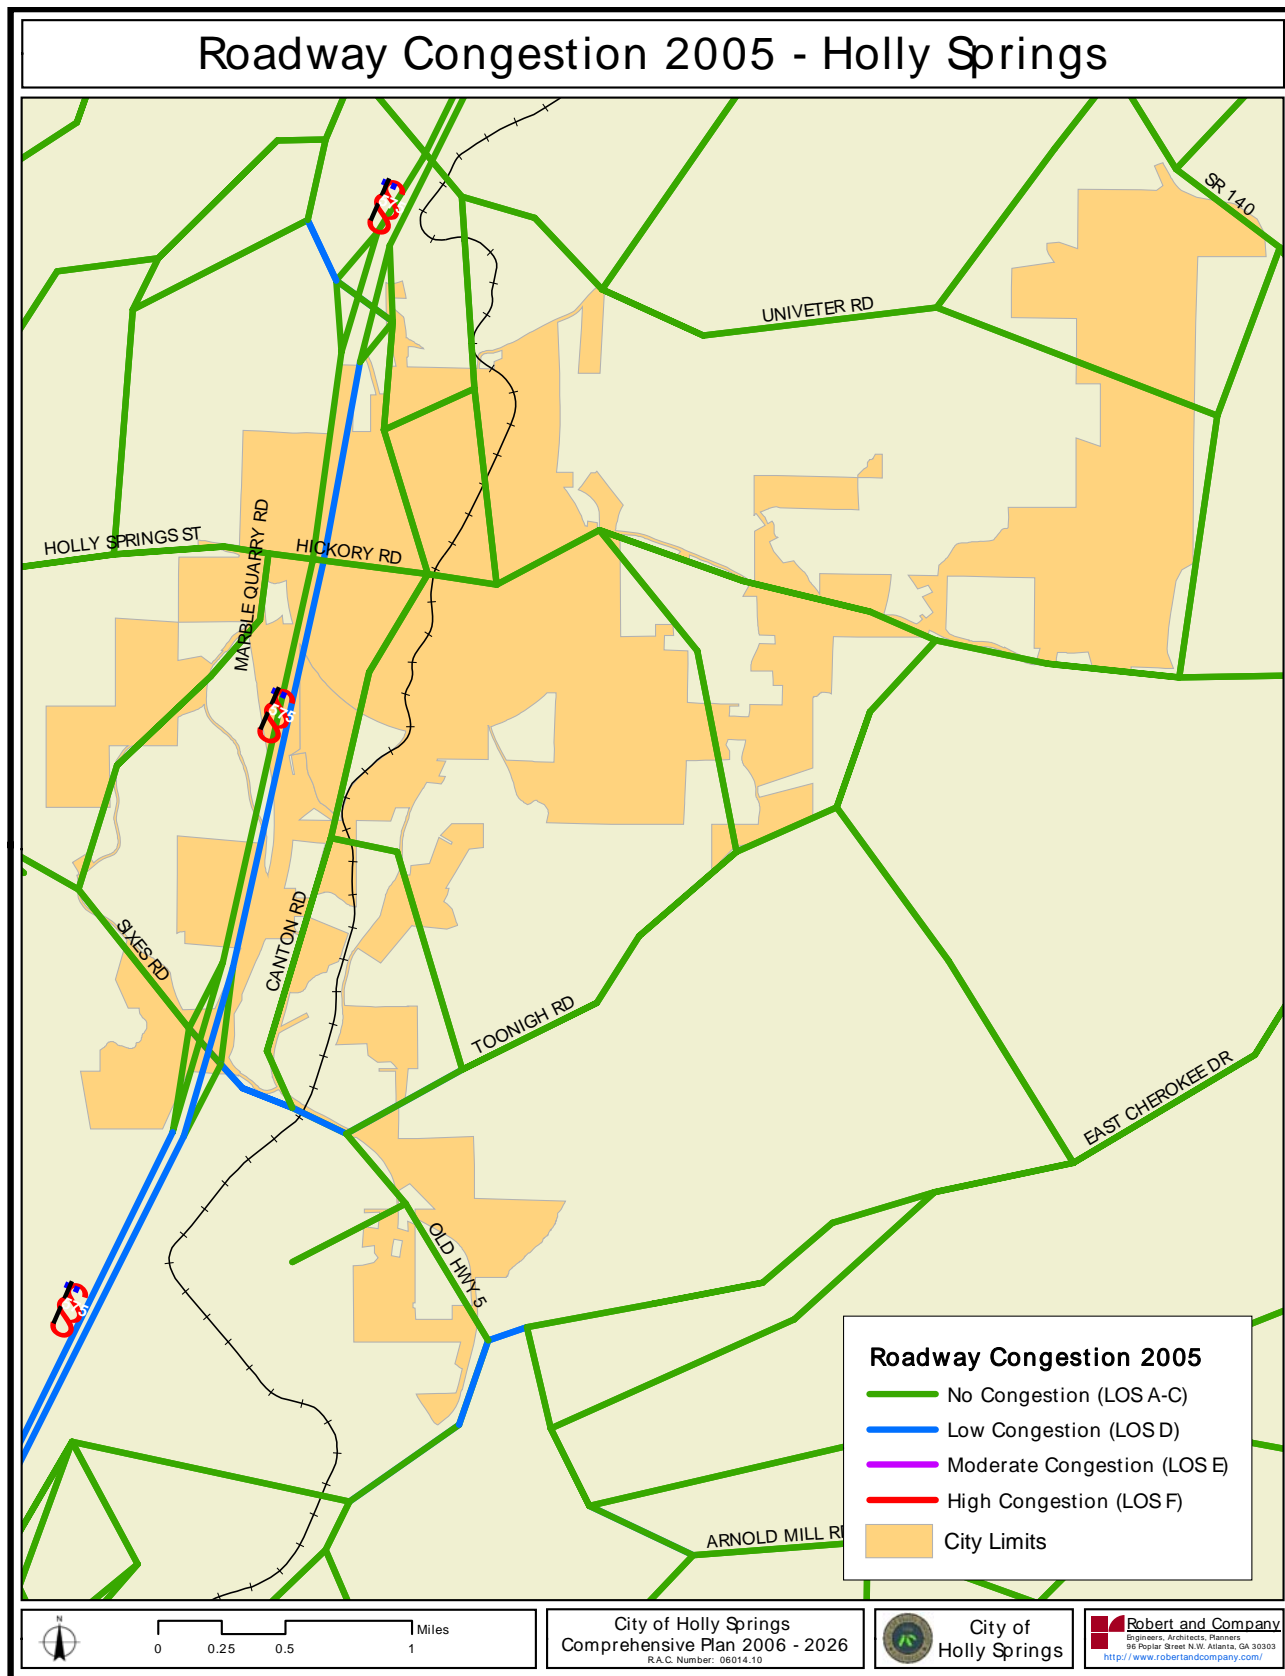 Roadway Congestion 2005 - Holly Springs
SR 140
UNIVETER RD
HOLLY SPRINGS ST
MARBLE QUARRY RD
HICKORY RD
SIXES RD
CANTON RD
TOONIGH RD
EAST CHEROKEE DR
OLD HWY 5
ARNOLD MILL RD
Roadway Congestion 2005
No Congestion (LOS A-C)
Low Congestion (LOS D)
Moderate Congestion (LOS E)
High Congestion (LOS F)
City Limits
N
Miles
0 0.25 0.5 1
City of Holly Springs
Comprehensive Plan 2006 - 2026
R.A.C. Number: 06014.10
City of
Holly Springs
Robert and Company
Engineers, Architects, Planners
96 Poplar Street N.W. Atlanta, GA 30303
http://www.robertandcompany.com/